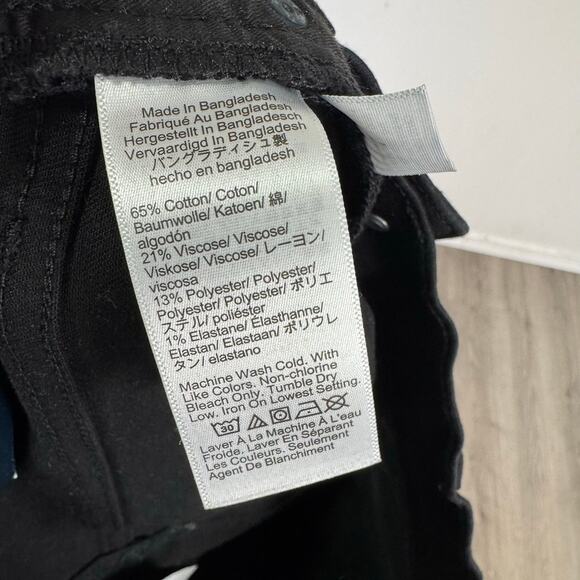 Made In Bangladesh
Fabriqué Au Bangladesh
Hergestellt In Bangladesch
Vervaardigd In Bangladesh
バングラディシュ製
hecho en bangladesh
65% Cotton/ Coton/
Baumwolle/ Katoen/ 綿/
algodón
21% Viscose/ Viscose/
Viskose/ Viscose/ レーヨン/
viscosa
13% Polyester/ Polyester/
Polyester/ Polyester/ ポリエ
ステル/ poliéster
1% Elastane/ Élasthanne/
Elastan/ Elastaan/ ポリウレ
タン/ elastano
Machine Wash Cold. With
Like Colors. Non-chlorine
Bleach Only. Tumble Dry
Low. Iron On Lowest Setting.
30
Laver À La Machine À L'eau
Froide. Laver En Séparant
Les Couleurs. Seulement
Agent De Blanchiment